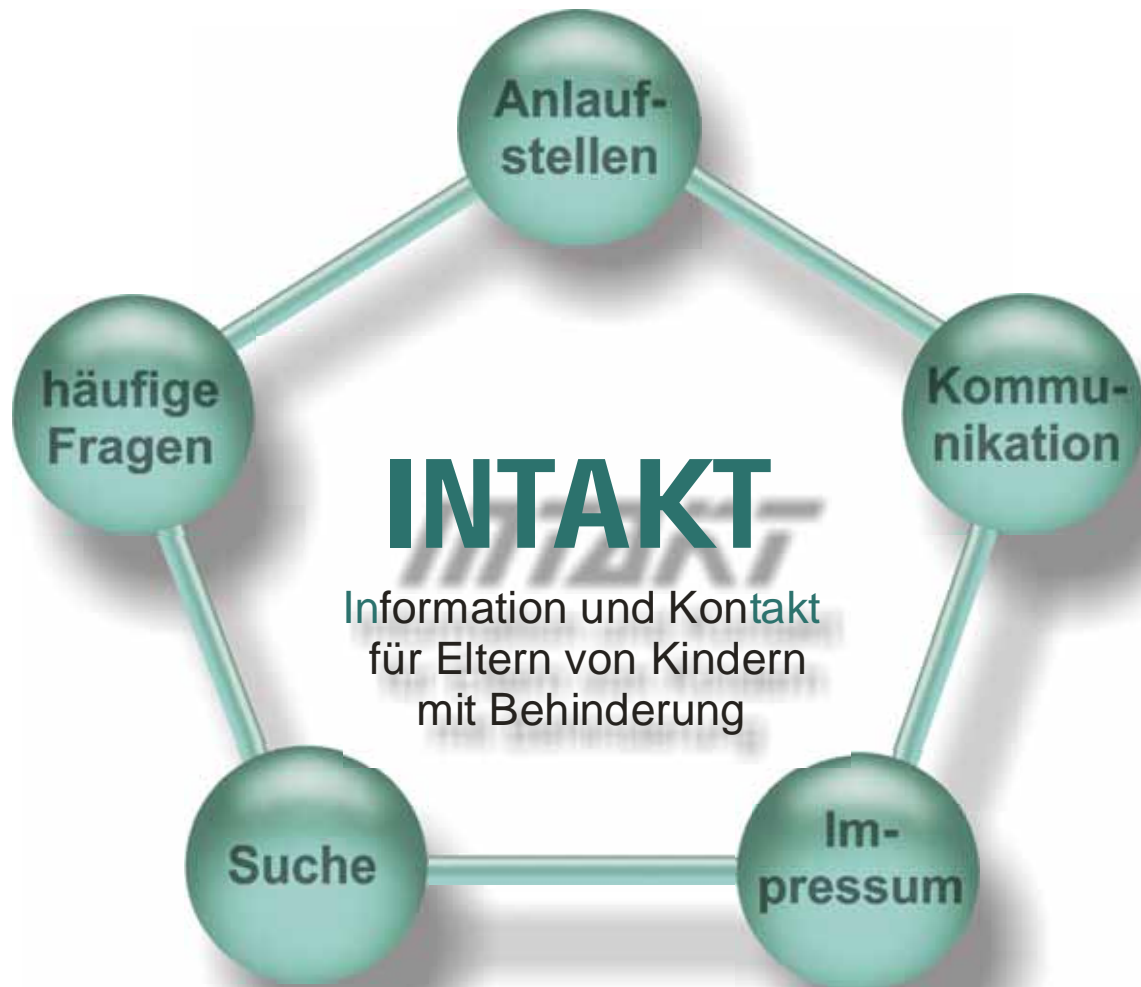 Anlauf-
stellen
häufige
Fragen
Kommu-
nikation
INTAKT
Information und Kontakt
für Eltern von Kindern
mit Behinderung
Suche
Im-
pressum